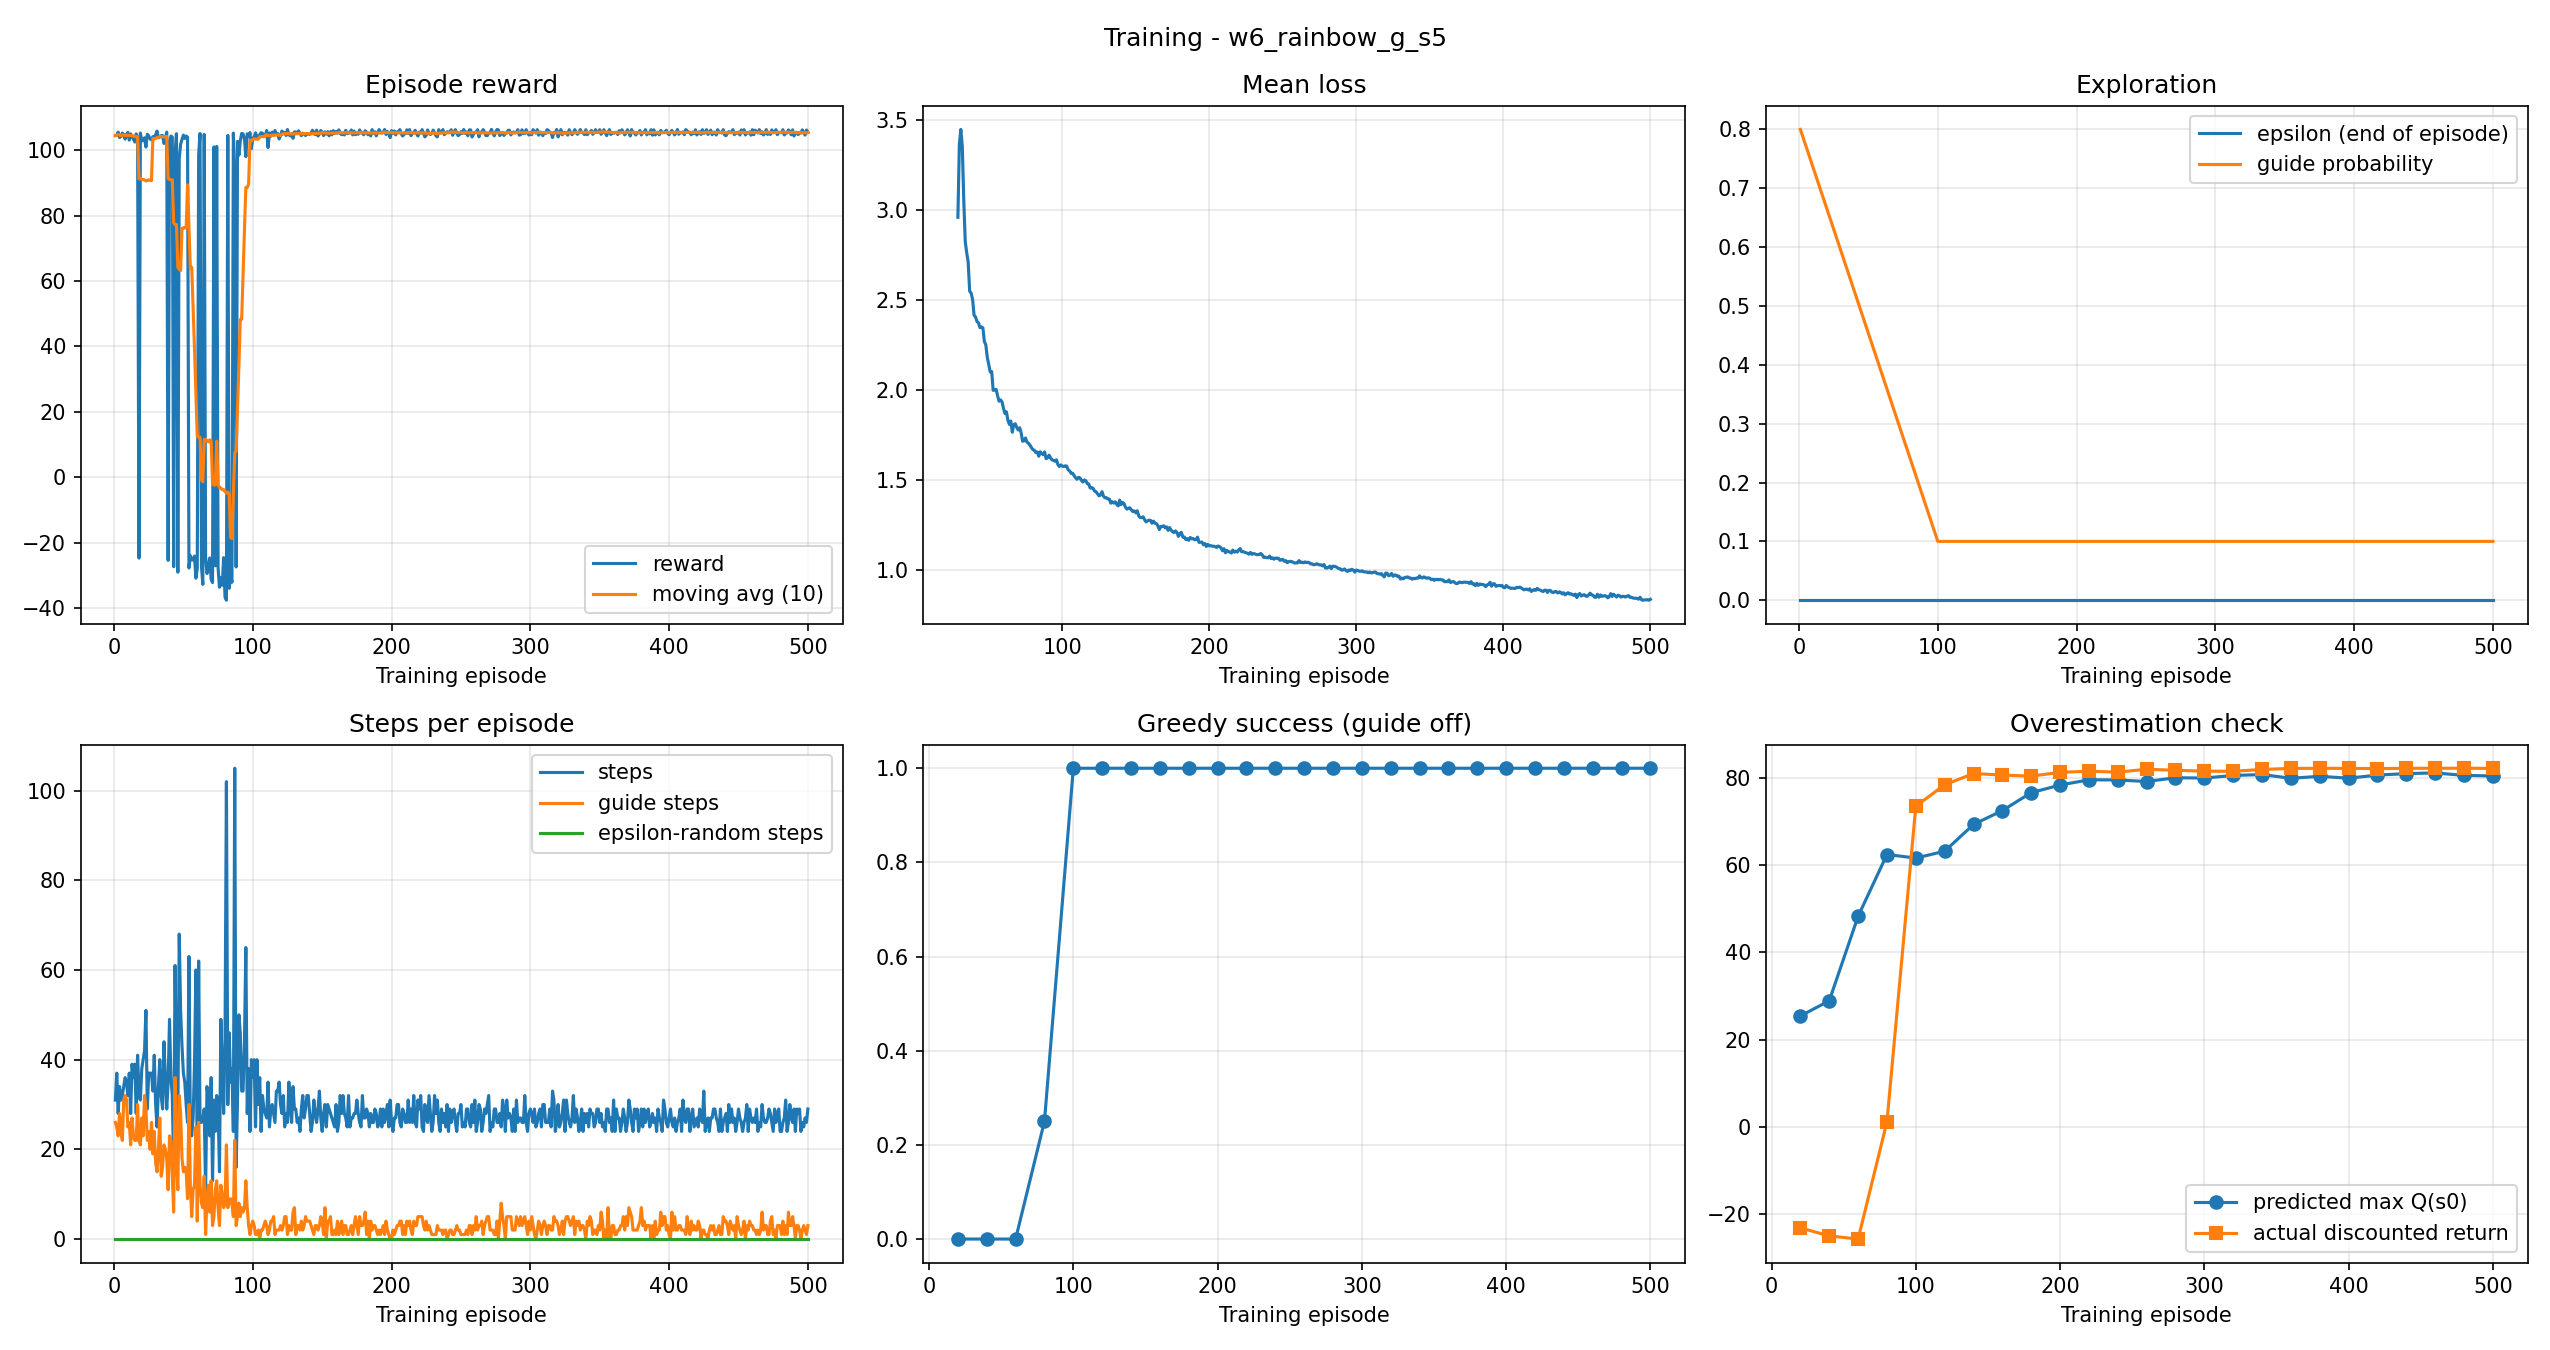 Training - w6_rainbow_g_s5
Episode reward
100
80
60
40
20
0
−20
−40
reward
moving avg (10)
0 100 200 300 400 500
Training episode
Mean loss
3.5
3.0
2.5
2.0
1.5
1.0
100 200 300 400 500
Training episode
Exploration
0.8
0.7
0.6
0.5
0.4
0.3
0.2
0.1
0.0
epsilon (end of episode)
guide probability
0 100 200 300 400 500
Training episode
Steps per episode
100
80
60
40
20
0
steps
guide steps
epsilon-random steps
0 100 200 300 400 500
Training episode
Greedy success (guide off)
1.0
0.8
0.6
0.4
0.2
0.0
0 100 200 300 400 500
Training episode
Overestimation check
80
60
40
20
0
−20
predicted max Q(s0)
actual discounted return
0 100 200 300 400 500
Training episode